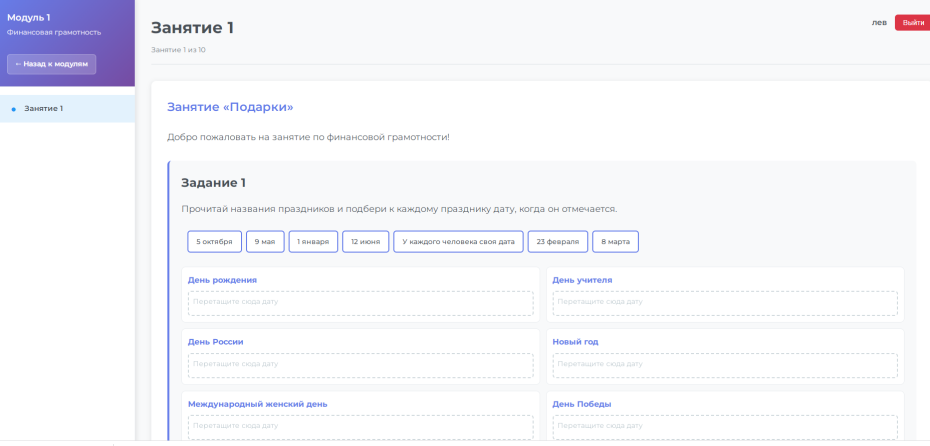 Модуль 1
Финансовая грамотность
← Назад к модулям
Занятие 1
Занятие 1
Занятие 1 из 10
лев
Выйти
Занятие «Подарки»
Добро пожаловать на занятие по финансовой грамотности!
Задание 1
Прочитай названия праздников и подбери к каждому празднику дату, когда он отмечается.
5 октября 9 мая 1 января 12 июня У каждого человека своя дата 23 февраля 8 марта
День рождения День учителя
Перетащите сюда дату Перетащите сюда дату
День России Новый год
Перетащите сюда дату Перетащите сюда дату
Международный женский день День Победы
Перетащите сюда дату Перетащите сюда дату